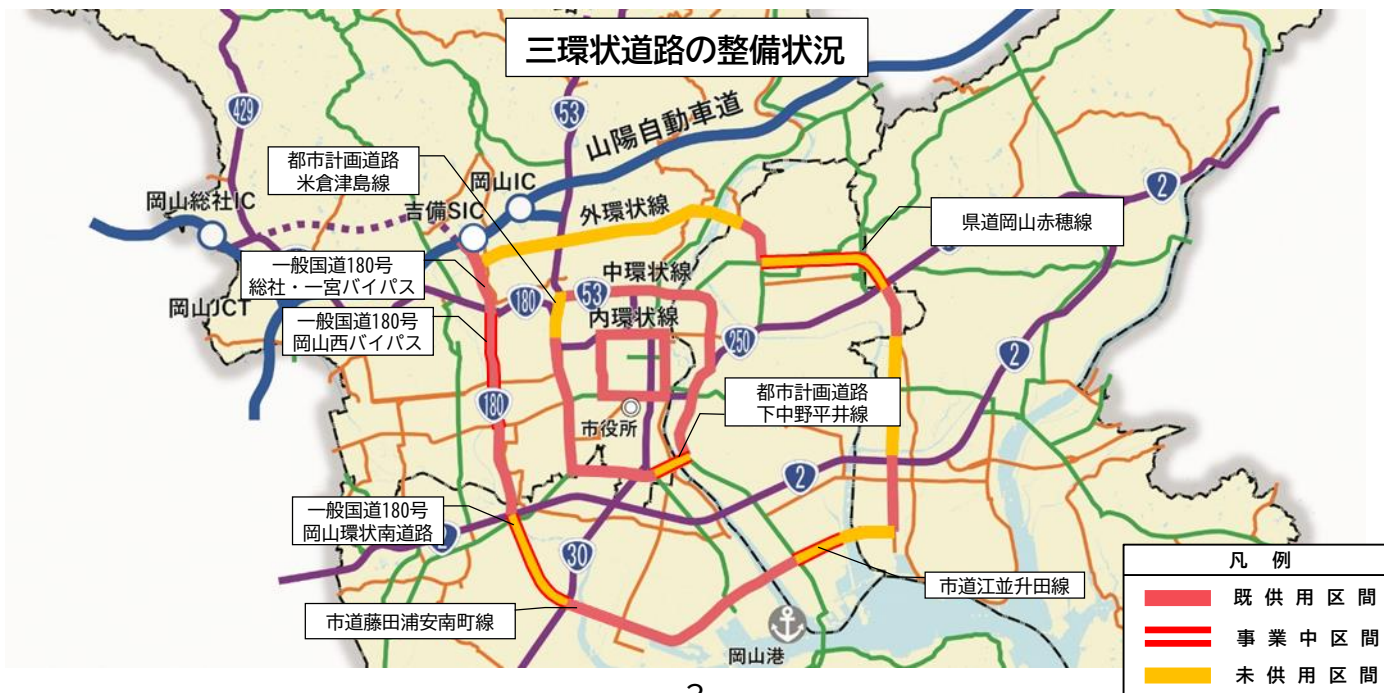 三環状道路の整備状況
429
53
山陽自動車道
都市計画道路
米倉津島線
岡山IC
2
岡山総社IC
吉備SIC
外環状線
県道岡山赤穂線
一般国道180号
総社・一宮バイパス
中環状線
岡山JCT
180
53
内環状線
一般国道180号
岡山西バイパス
250
2
都市計画道路
下中野平井線
180
市役所
2
一般国道180号
岡山環状南道路
2
30
市道江並升田線
市道藤田浦安南町線
岡山港
凡例
既供用区間
事業中区間
未供用区間